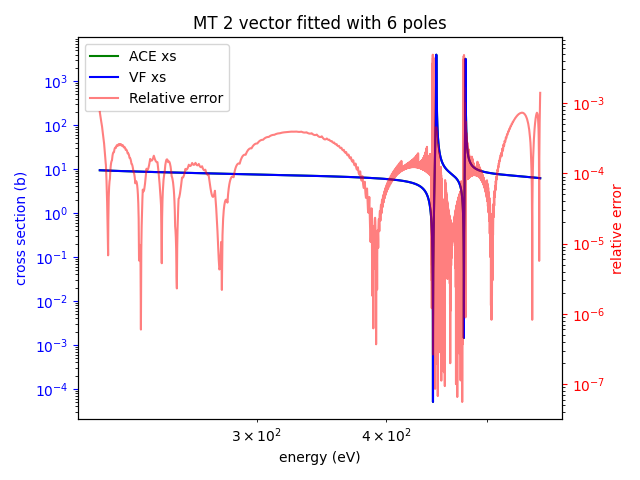 MT 2 vector fitted with 6 poles
ACE xs
VF xs
Relative error
10³
10²
10¹
10⁰
10⁻¹
10⁻²
10⁻³
10⁻⁴
cross section (b)
10⁻³
10⁻⁴
10⁻⁵
10⁻⁶
10⁻⁷
relative error
3 × 10² 4 × 10²
energy (eV)